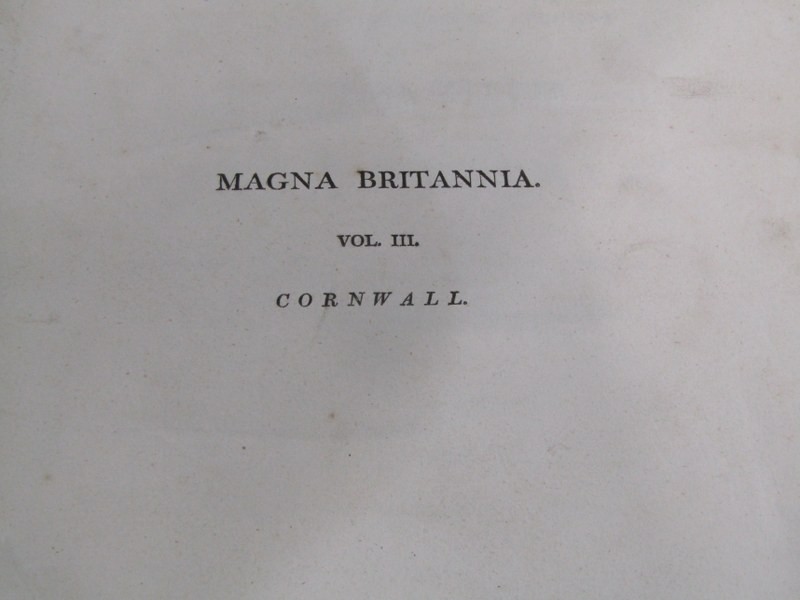 MAGNA BRITANNIA.
VOL. III.
CORNWALL.